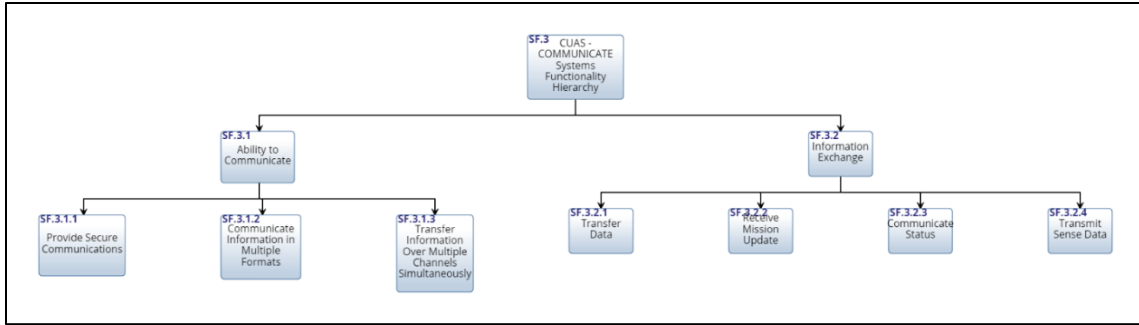 SF.3
CUAS -
COMMUNICATE
Systems
Functionality
Hierarchy
SF.3.1
Ability to
Communicate
SF.3.2
Information
Exchange
SF.3.1.1
Provide Secure
Communications
SF.3.1.2
Communicate
Information in
Multiple
Formats
SF.3.1.3
Transfer
Information
Over Multiple
Channels
Simultaneously
SF.3.2.1
Transfer
Data
SF.3.2.2
Receive
Mission
Update
SF.3.2.3
Communicate
Status
SF.3.2.4
Transmit
Sense Data